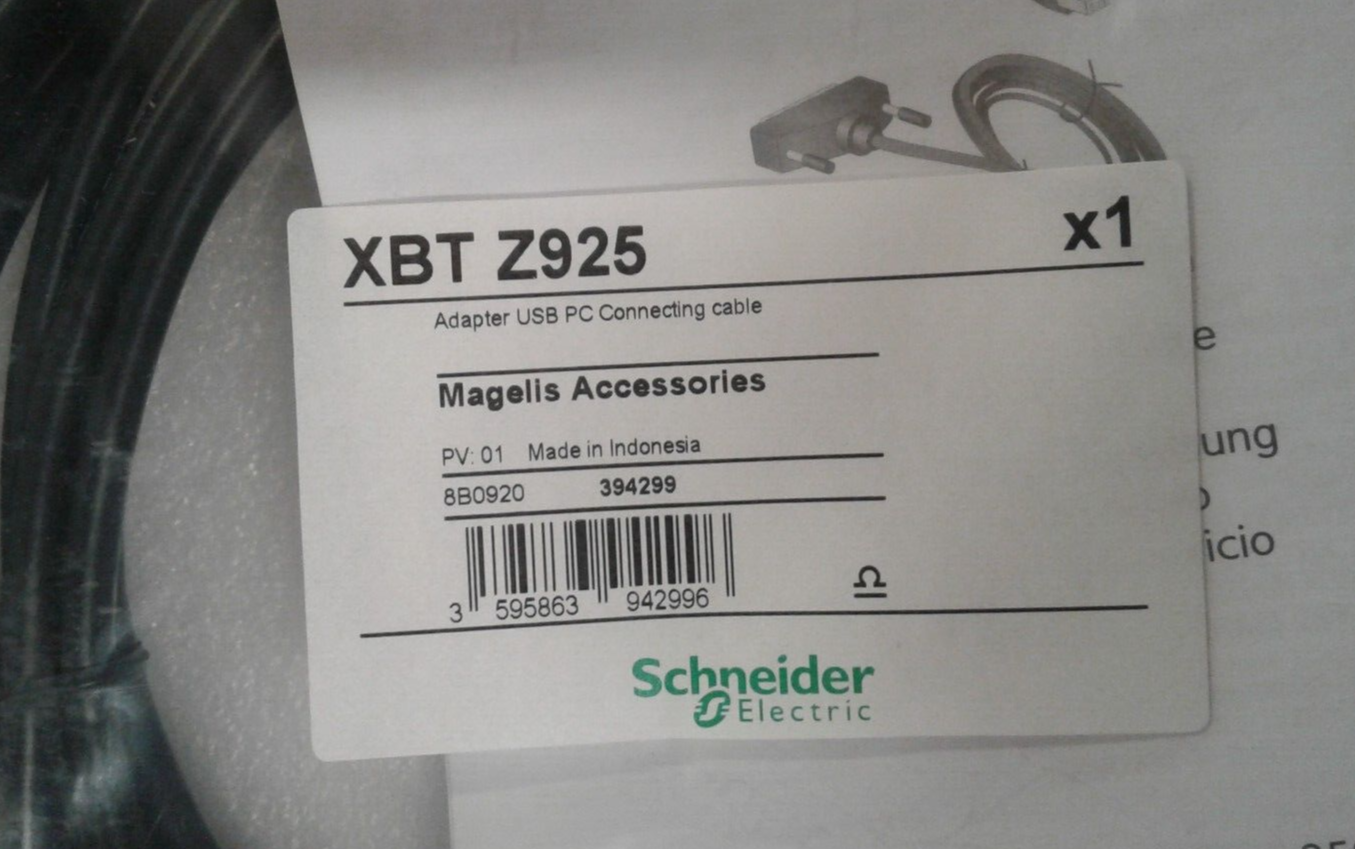 XBT Z925 x1
Adapter USB PC Connecting cable
Magelis Accessories
PV: 01 Made in Indonesia
8B0920 394299
3 595863 942996
Schneider
Electric
e
ung
icio